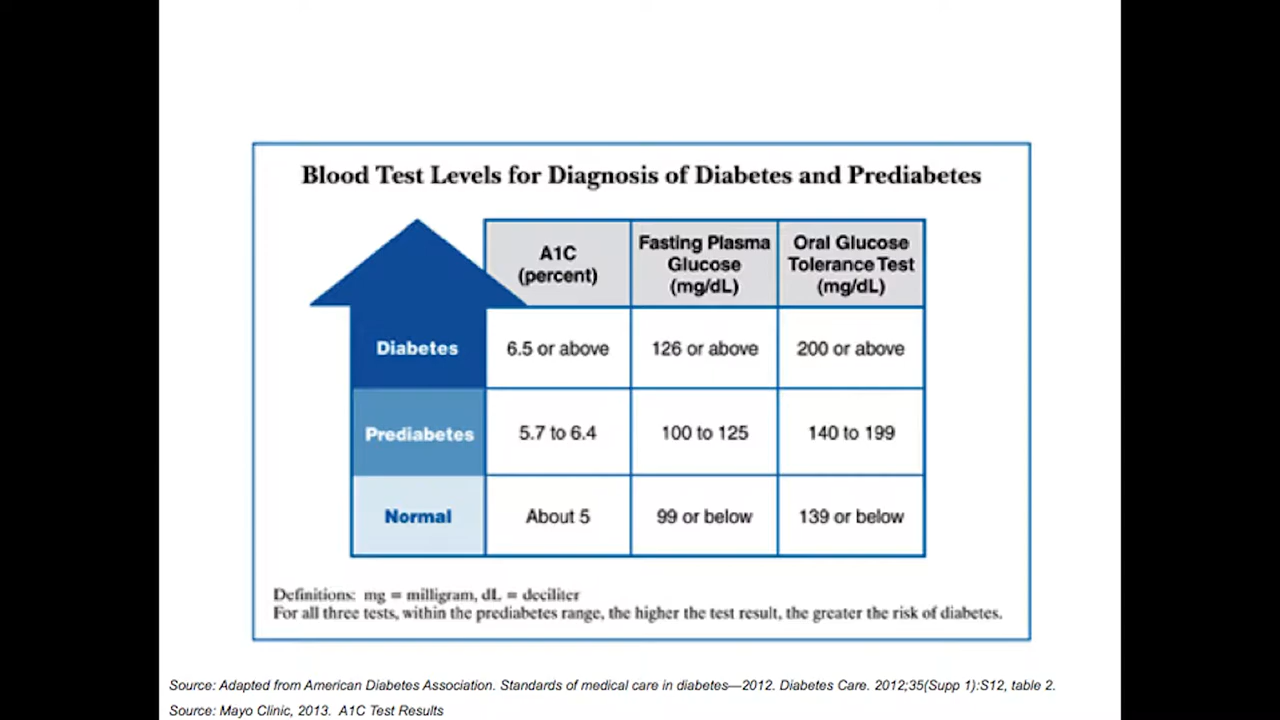 Blood Test Levels for Diagnosis of Diabetes and Prediabetes
A1C
(percent)
Fasting Plasma
Glucose
(mg/dL)
Oral Glucose
Tolerance Test
(mg/dL)
Diabetes
6.5 or above
126 or above
200 or above
Prediabetes
5.7 to 6.4
100 to 125
140 to 199
Normal
About 5
99 or below
139 or below
Definitions: mg = milligram, dL = deciliter
For all three tests, within the prediabetes range, the higher the test result, the greater the risk of diabetes.
Source: Adapted from American Diabetes Association. Standards of medical care in diabetes—2012. Diabetes Care. 2012;35(Supp 1):S12, table 2.
Source: Mayo Clinic, 2013. A1C Test Results